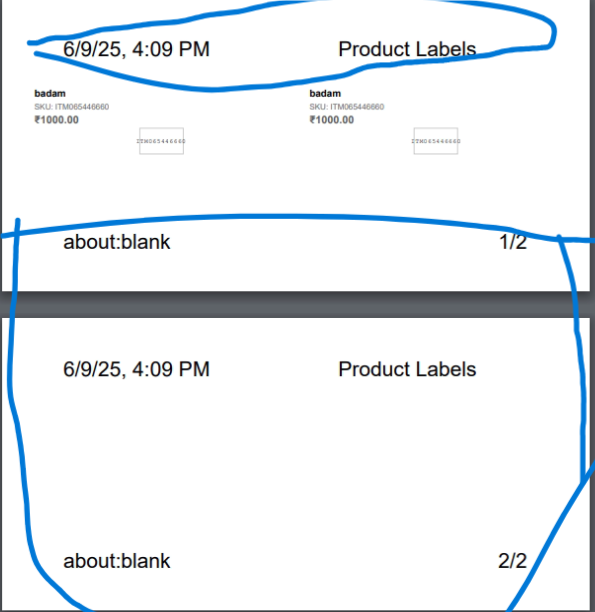 6/9/25, 4:09 PM Product Labels
badam badam
SKU: ITM065446660 SKU: ITM065446660
₹1000.00 ₹1000.00
ITM065446660 ITM065446660
about:blank 1/2
6/9/25, 4:09 PM Product Labels
about:blank 2/2